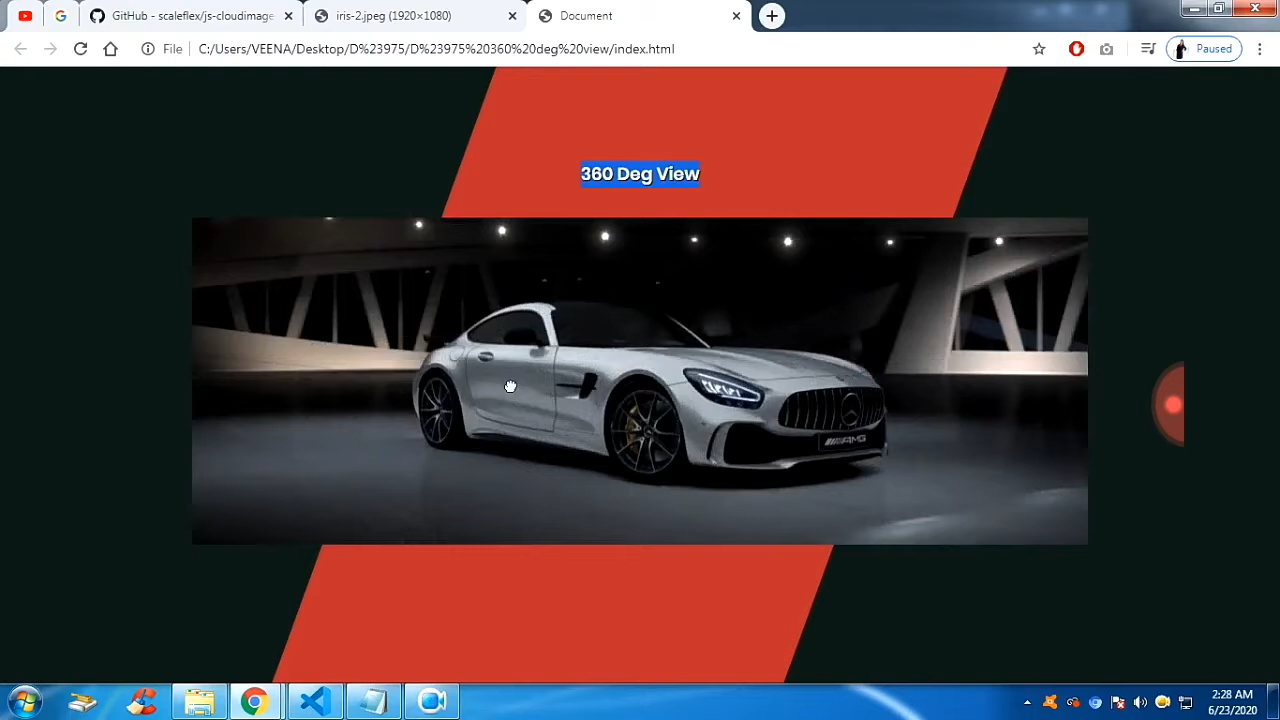 GitHub - scaleflex/js-cloudimage
iris-2.jpeg (1920×1080)
Document
File
C:/Users/VEENA/Desktop/D%23975/D%23975%20360%20deg%20view/index.html
Paused
360 Deg View
AMG
2:28 AM
6/23/2020